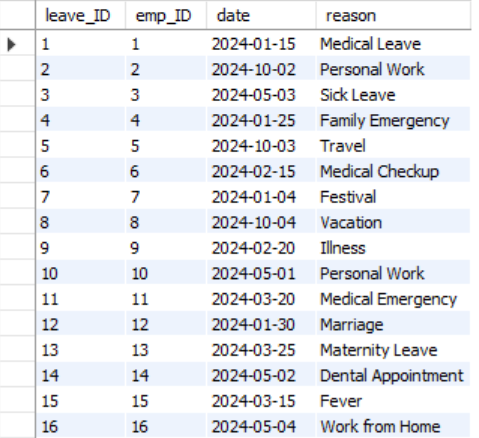 leave_ID emp_ID date reason
1 1 2024-01-15 Medical Leave
2 2 2024-10-02 Personal Work
3 3 2024-05-03 Sick Leave
4 4 2024-01-25 Family Emergency
5 5 2024-10-03 Travel
6 6 2024-02-15 Medical Checkup
7 7 2024-01-04 Festival
8 8 2024-10-04 Vacation
9 9 2024-02-20 Illness
10 10 2024-05-01 Personal Work
11 11 2024-03-20 Medical Emergency
12 12 2024-01-30 Marriage
13 13 2024-03-25 Maternity Leave
14 14 2024-05-02 Dental Appointment
15 15 2024-03-15 Fever
16 16 2024-05-04 Work from Home